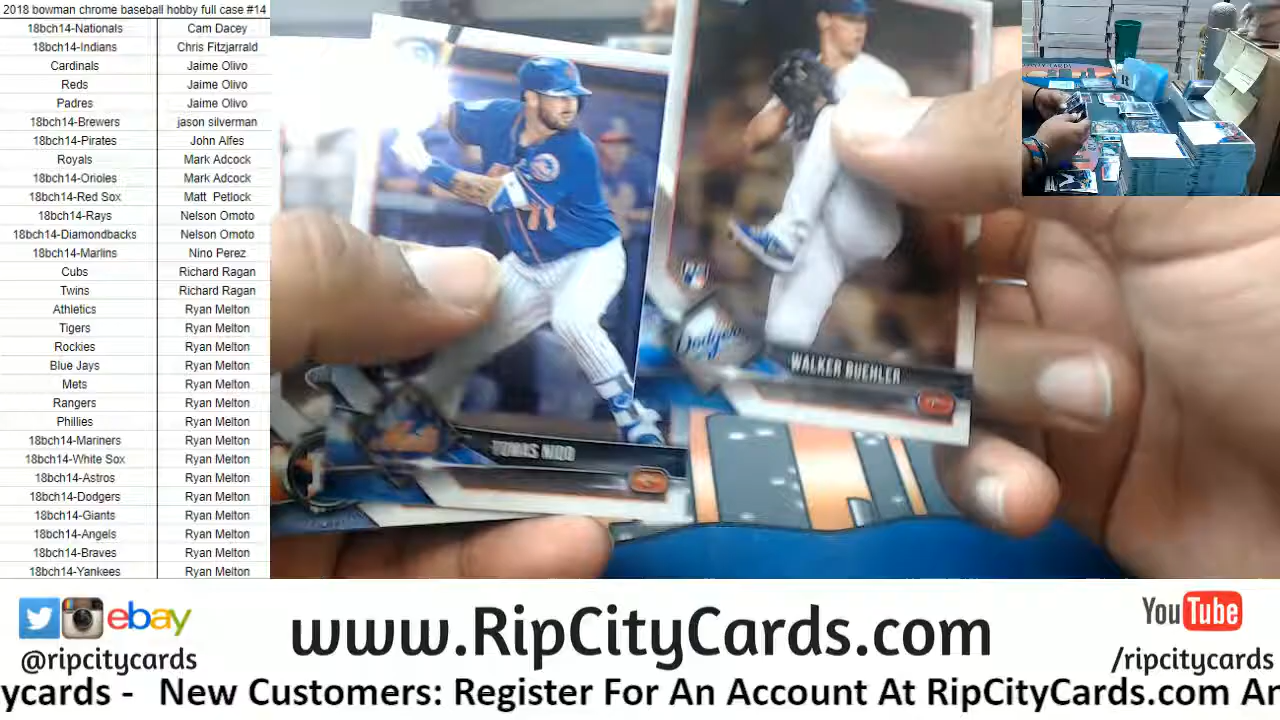 2018 bowman chrome baseball hobby full case #14
18bch14-Nationals Cam Dacey
18bch14-Indians Chris Fitzjarrald
Cardinals Jaime Olivo
Reds Jaime Olivo
Padres Jaime Olivo
18bch14-Brewers jason silverman
18bch14-Pirates John Alfes
Royals Mark Adcock
18bch14-Orioles Mark Adcock
18bch14-Red Sox Matt Petlock
18bch14-Rays Nelson Omoto
18bch14-Diamondbacks Nelson Omoto
18bch14-Marlins Nino Perez
Cubs Richard Ragan
Twins Richard Ragan
Athletics Ryan Melton
Tigers Ryan Melton
Rockies Ryan Melton
Blue Jays Ryan Melton
Mets Ryan Melton
Rangers Ryan Melton
Phillies Ryan Melton
18bch14-Mariners Ryan Melton
18bch14-White Sox Ryan Melton
18bch14-Astros Ryan Melton
18bch14-Dodgers Ryan Melton
18bch14-Giants Ryan Melton
18bch14-Angels Ryan Melton
18bch14-Braves Ryan Melton
18bch14-Yankees Ryan Melton
Dodgers
WALKER BUEHLER
TOMAS NIDO
ebay
@ripcitycards
www.RipCityCards.com
YouTube
/ripcitycards
ycards - New Customers: Register For An Account At RipCityCards.com An